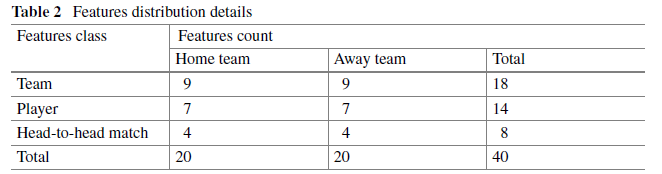 Table 2 Features distribution details
Features class Features count
Home team Away team Total
Team 9 9 18
Player 7 7 14
Head-to-head match 4 4 8
Total 20 20 40